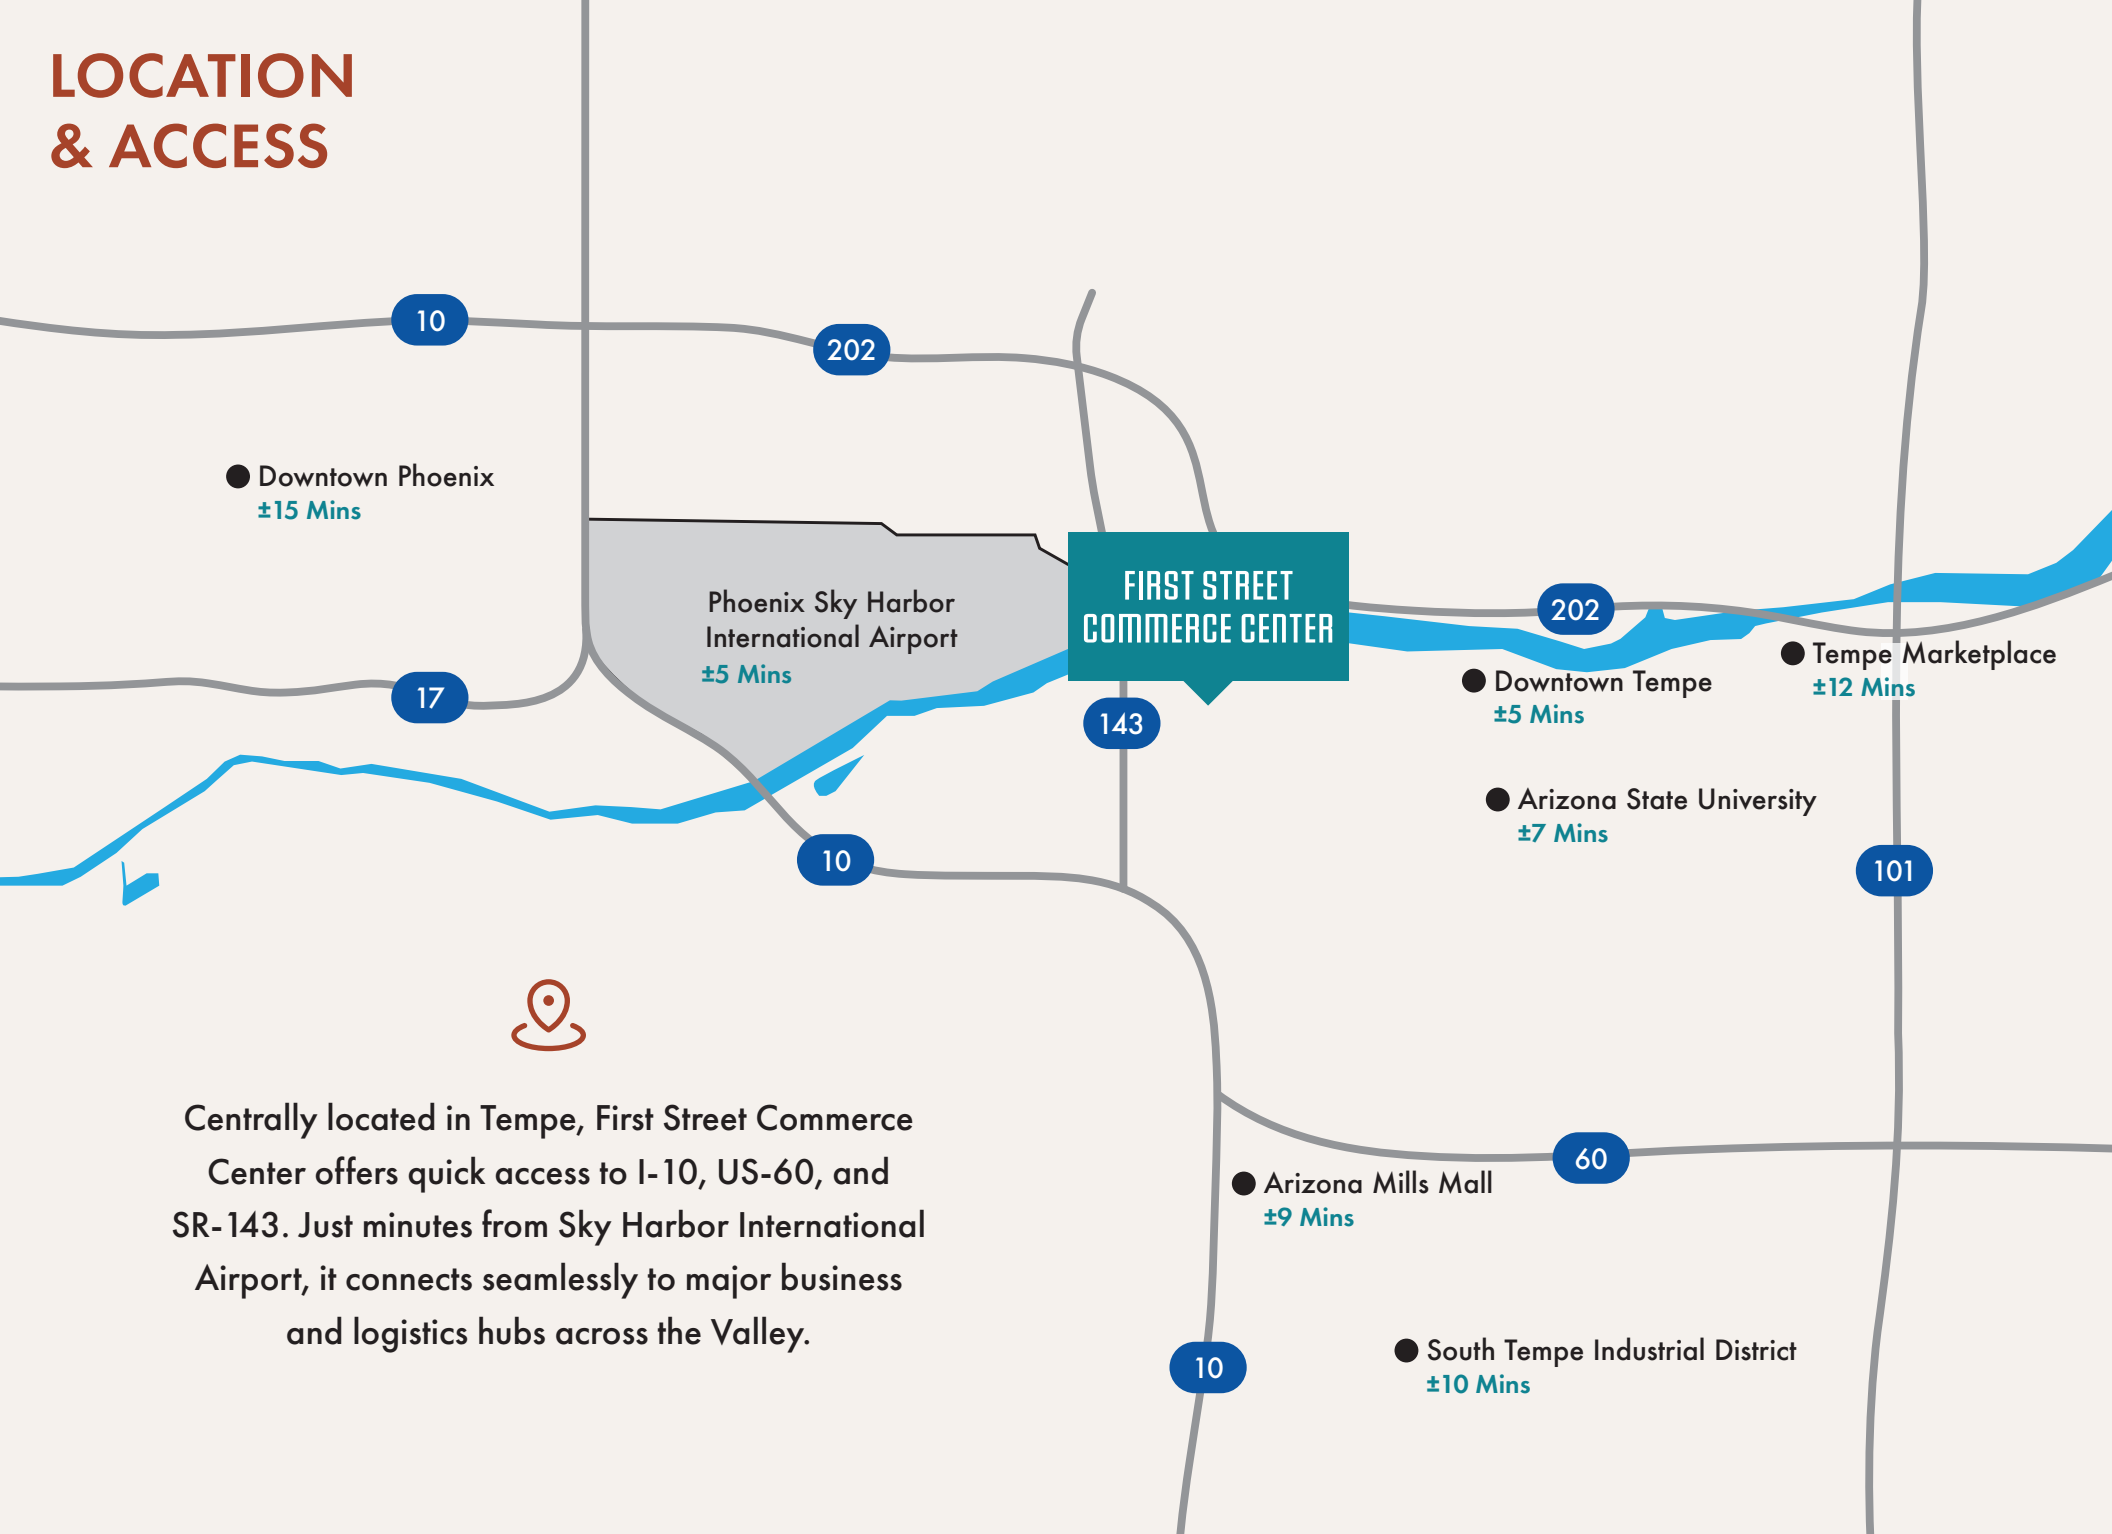 LOCATION
& ACCESS
10
202
Downtown Phoenix
±15 Mins
Phoenix Sky Harbor
International Airport
±5 Mins
FIRST STREET
COMMERCE CENTER
202
Tempe Marketplace
±12 Mins
Downtown Tempe
±5 Mins
17
143
Arizona State University
±7 Mins
10
101
Centrally located in Tempe, First Street Commerce
Center offers quick access to I-10, US-60, and
SR-143. Just minutes from Sky Harbor International
Airport, it connects seamlessly to major business
and logistics hubs across the Valley.
60
Arizona Mills Mall
±9 Mins
10
South Tempe Industrial District
±10 Mins